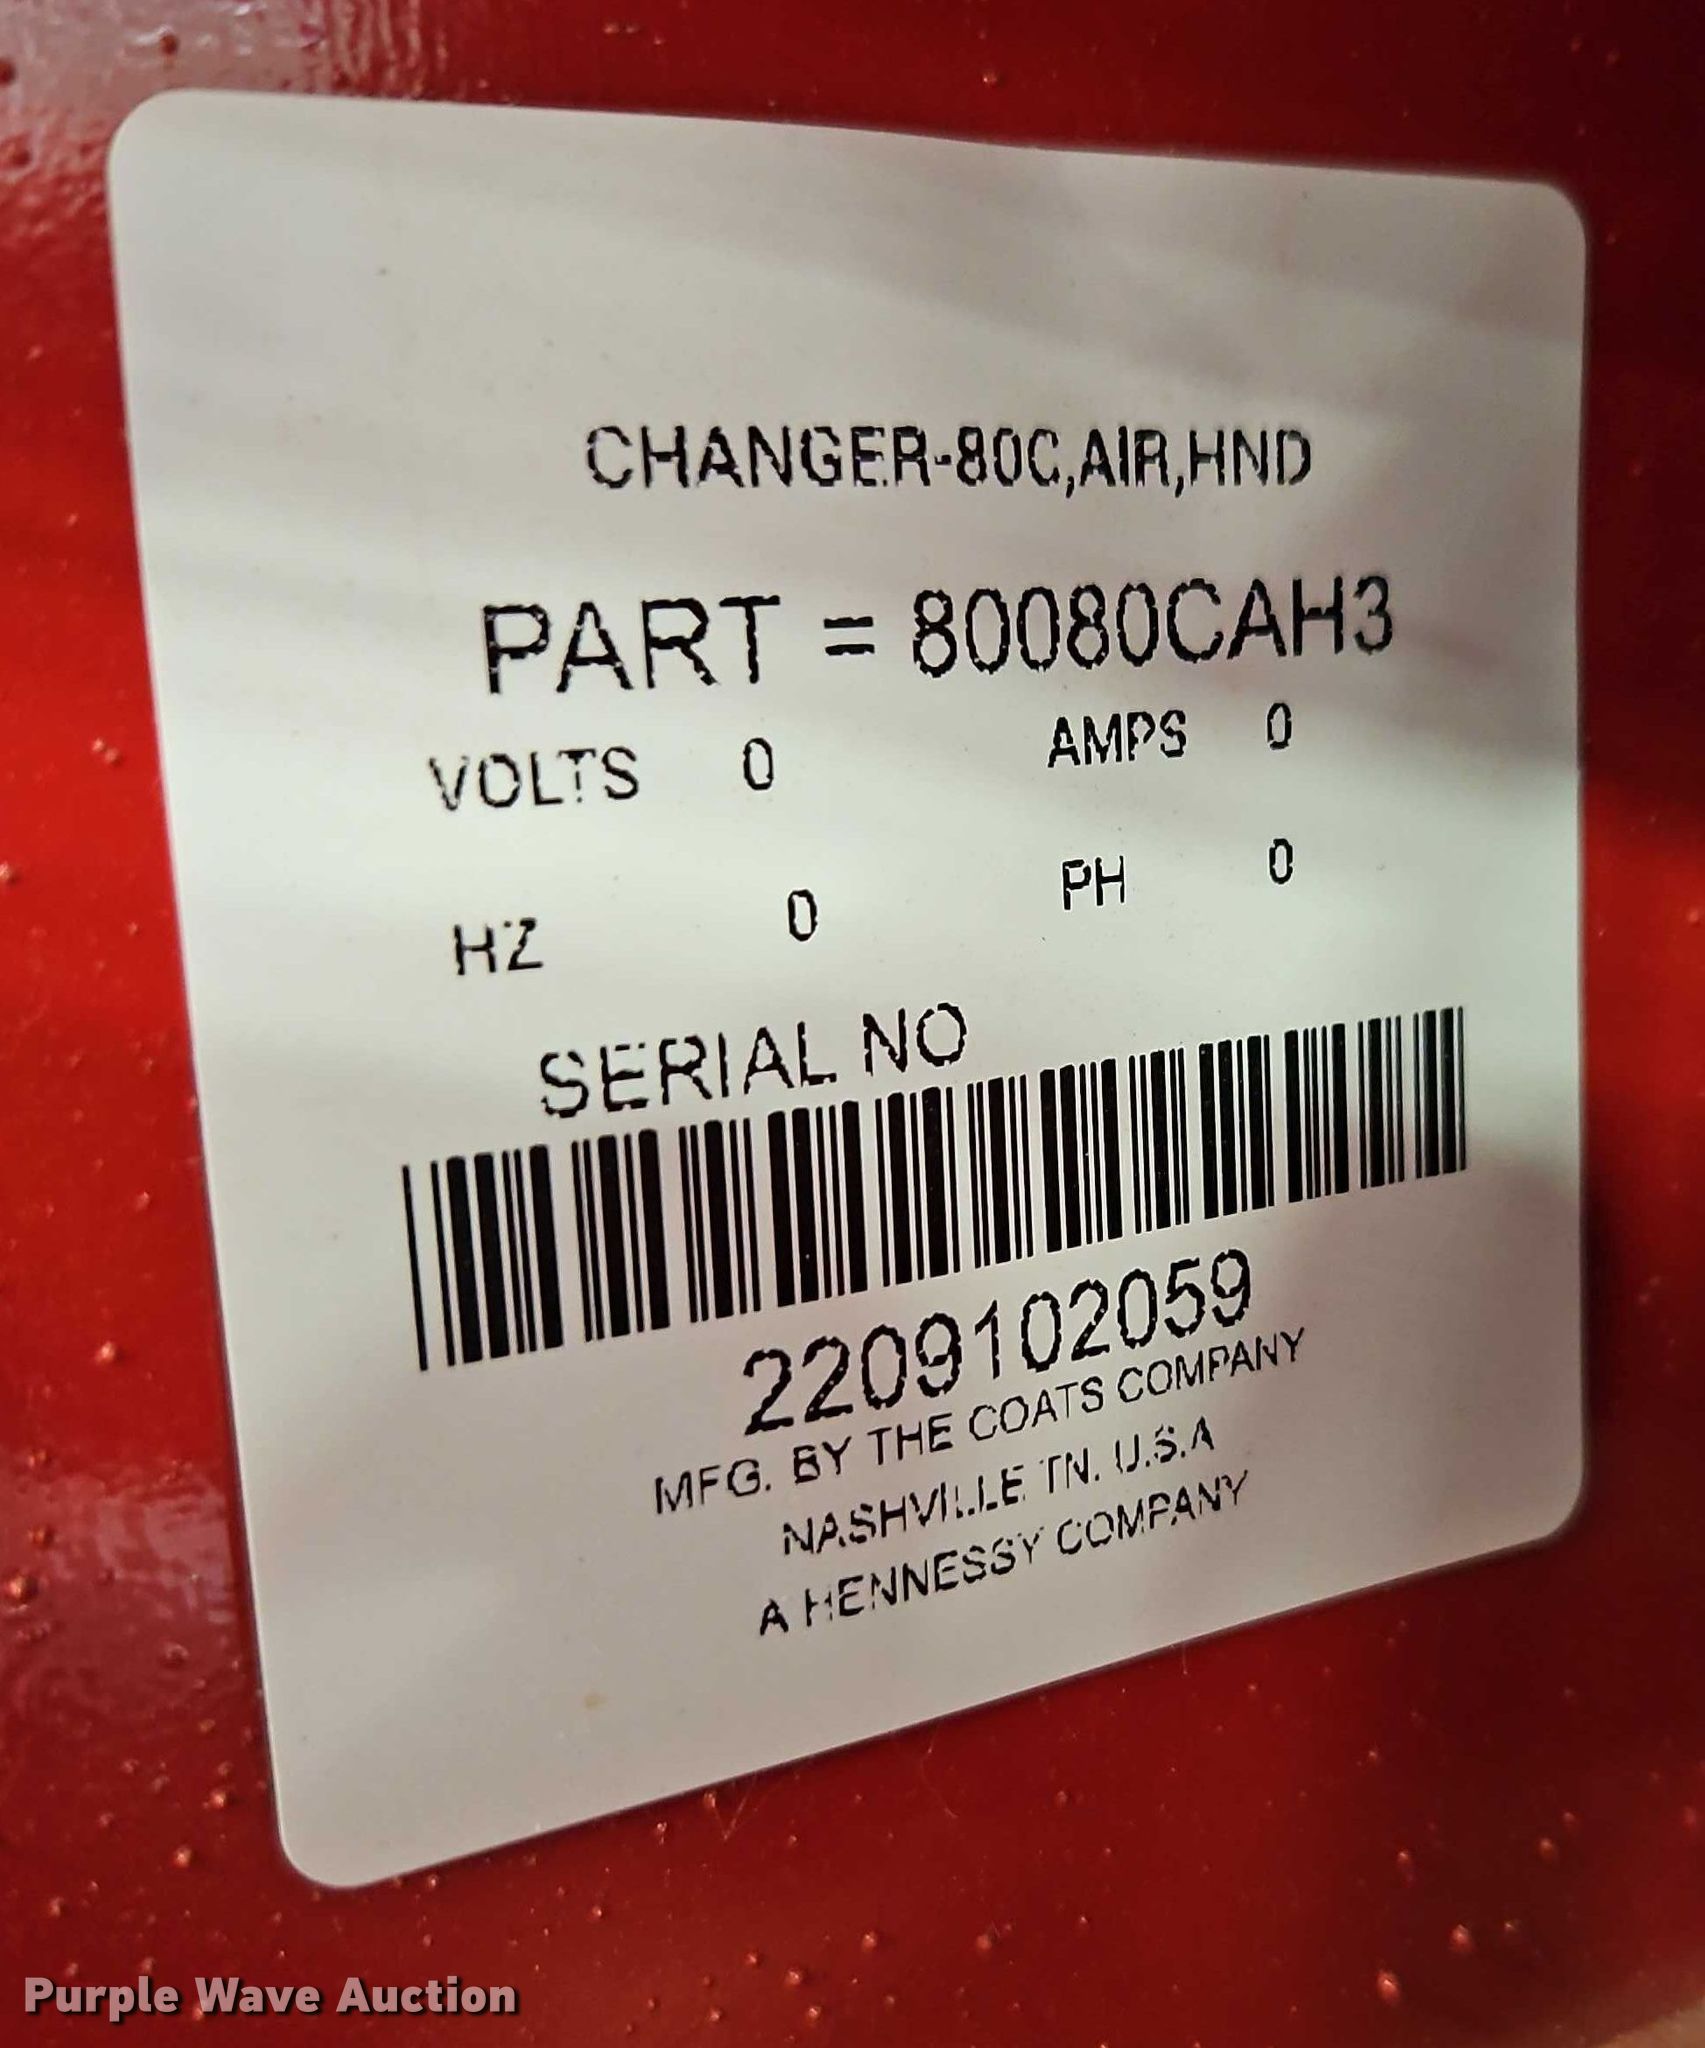 CHANGER-80C,AIR,HND
PART = 80080CAH3
VOLTS 0 AMPS 0
HZ 0 PH 0
SERIAL NO
2209102059
MFG. BY THE COATS COMPANY
NASHVILLE TN. U.S.A
A HENNESSY COMPANY
Purple Wave Auction